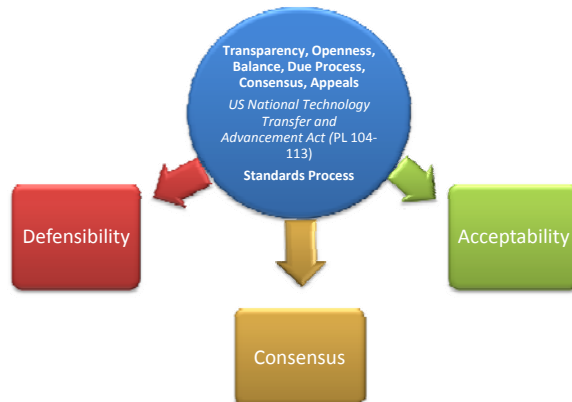 Transparency, Openness,
Balance, Due Process,
Consensus, Appeals
US National Technology
Transfer and
Advancement Act (PL 104-
113)
Standards Process
Defensibility
Acceptability
Consensus